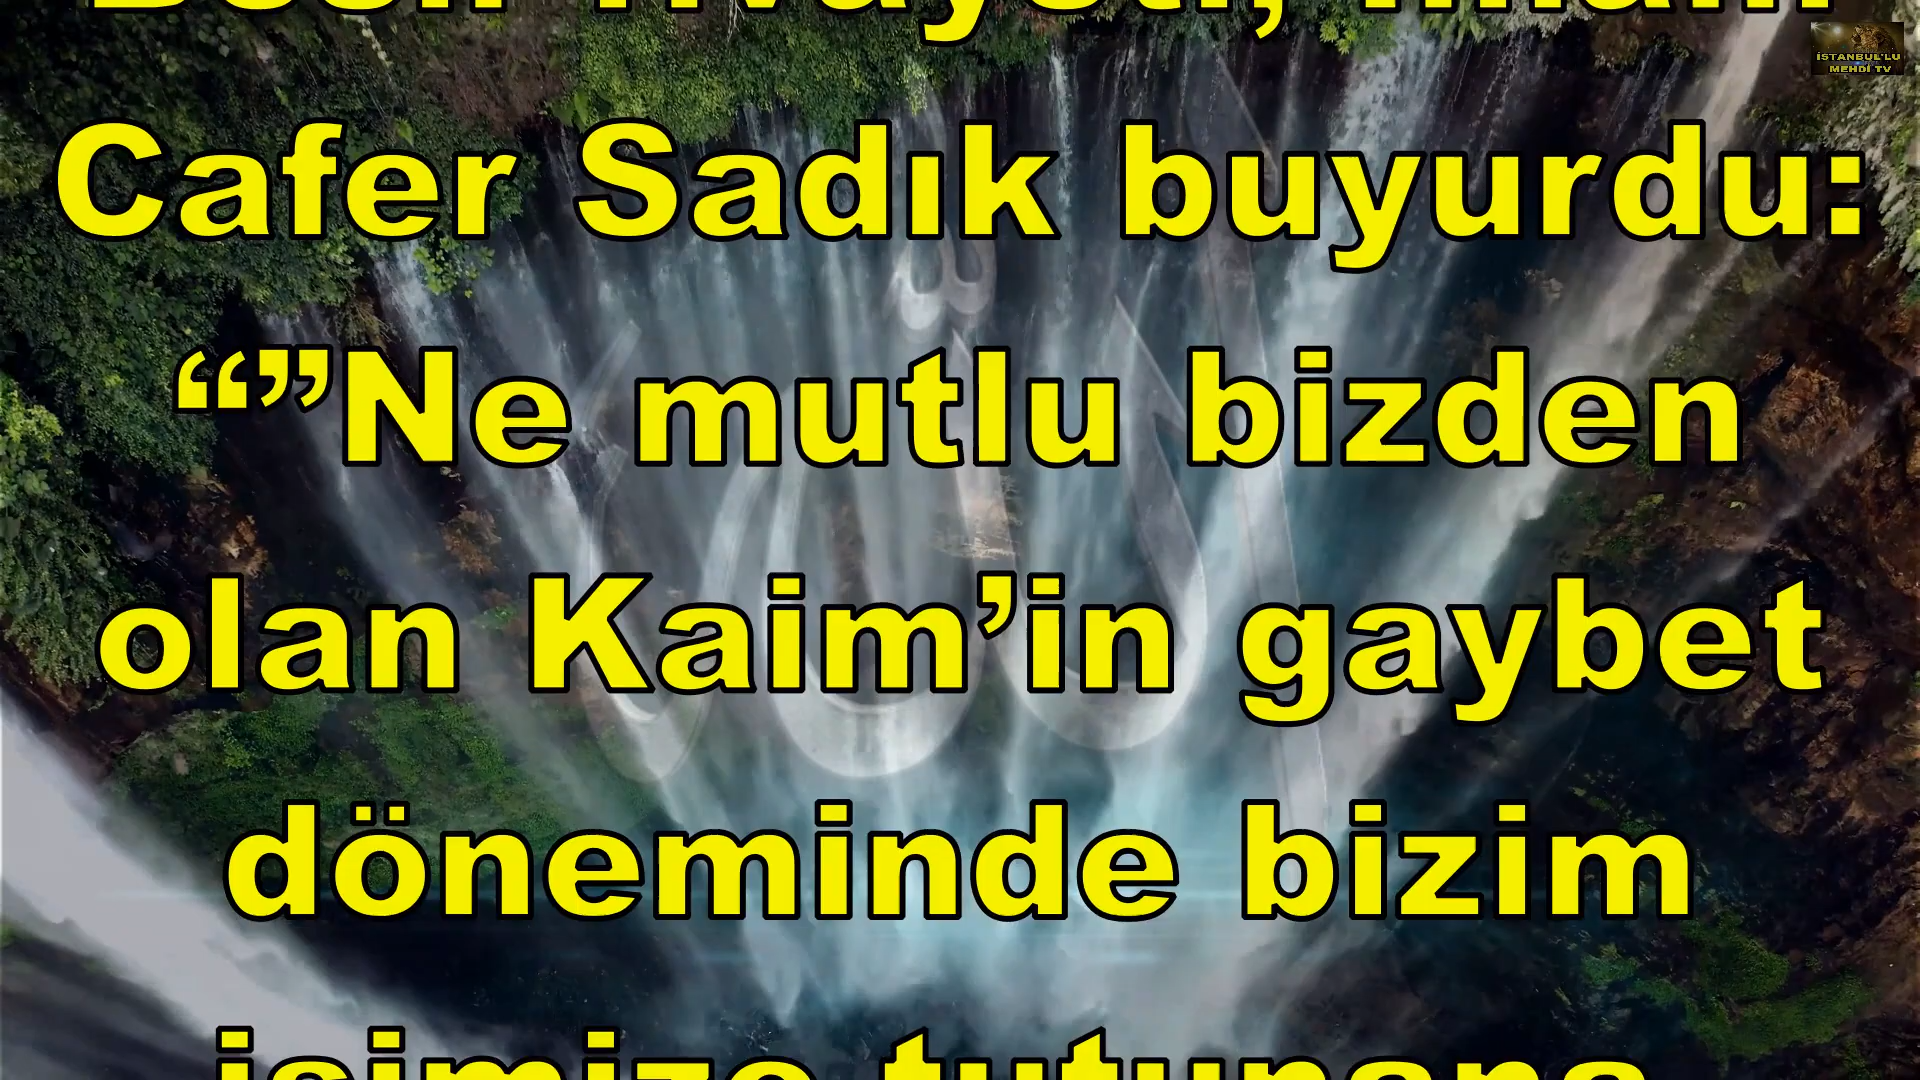 İSTANBUL'LU
MEHDİ TV
Cafer Sadık buyurdu:
“”Ne mutlu bizden
olan Kaim’in gaybet
döneminde bizim